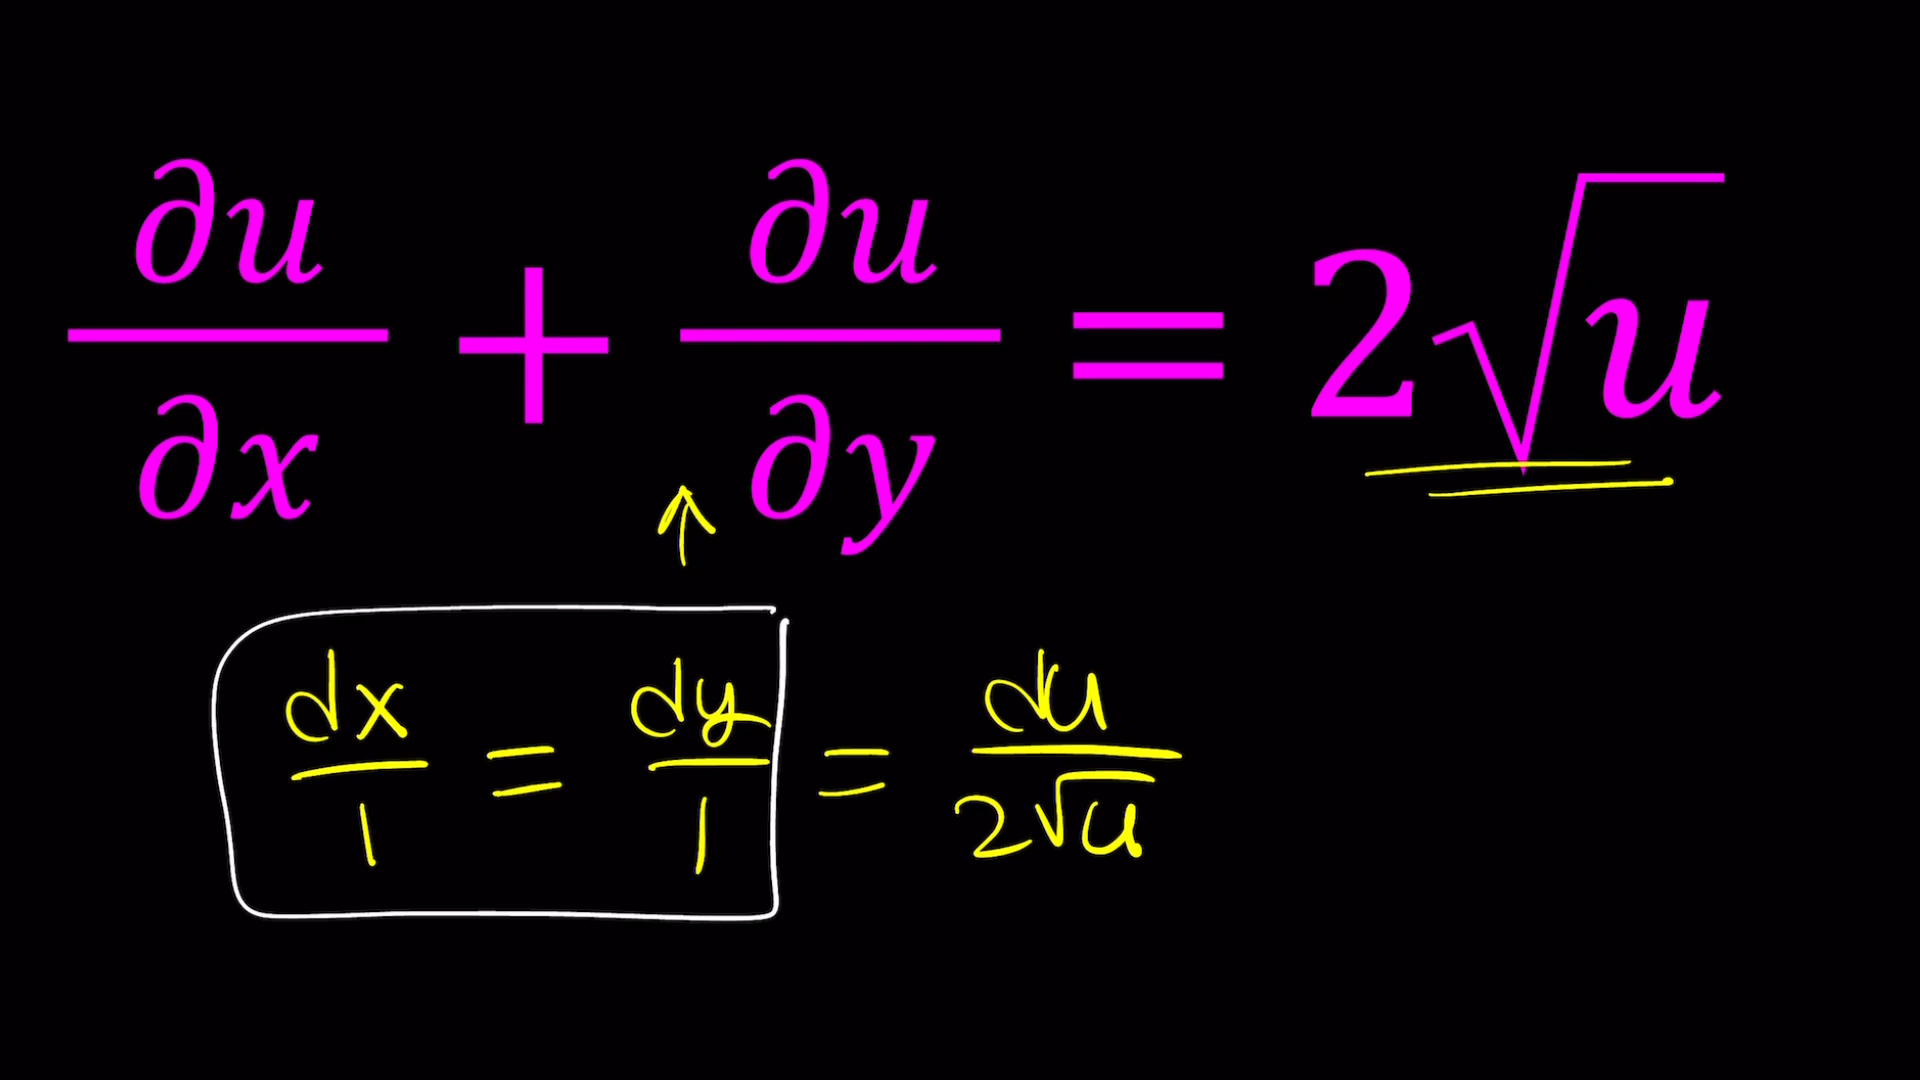 ∂u/∂x + ∂u/∂y = 2√u
dx/1 = dy/1 = du/2√u